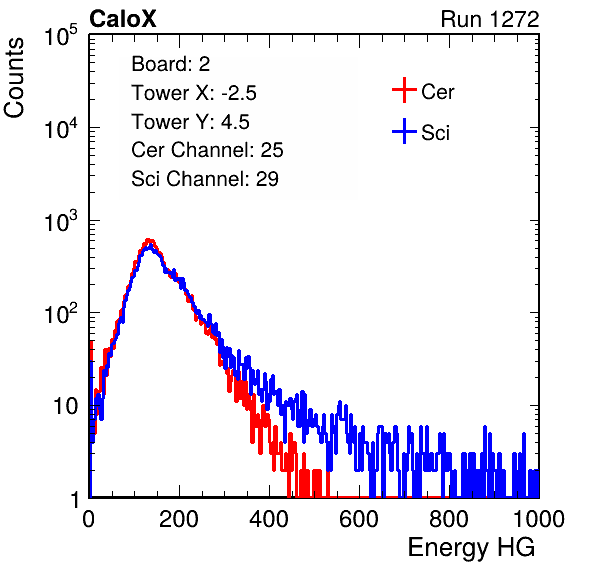 CaloX Run 1272
Counts
10^5
10^4
10^3
10^2
10
1
Board: 2
Tower X: -2.5
Tower Y: 4.5
Cer Channel: 25
Sci Channel: 29
Cer
Sci
0 200 400 600 800 1000
Energy HG